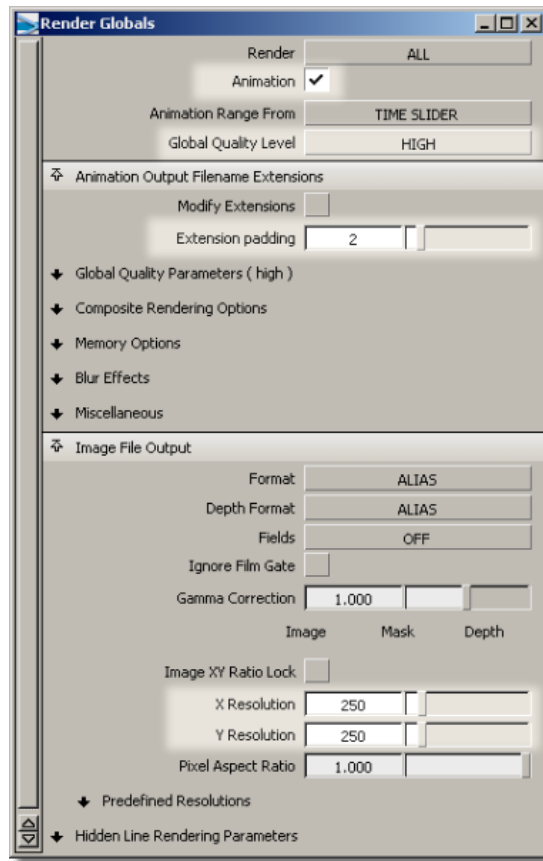 Render Globals
Render ALL
Animation
Animation Range From TIME SLIDER
Global Quality Level HIGH
Animation Output Filename Extensions
Modify Extensions
Extension padding 2
Global Quality Parameters ( high )
Composite Rendering Options
Memory Options
Blur Effects
Miscellaneous
Image File Output
Format ALIAS
Depth Format ALIAS
Fields OFF
Ignore Film Gate
Gamma Correction 1.000
Image Mask Depth
Image XY Ratio Lock
X Resolution 250
Y Resolution 250
Pixel Aspect Ratio 1.000
Predefined Resolutions
Hidden Line Rendering Parameters